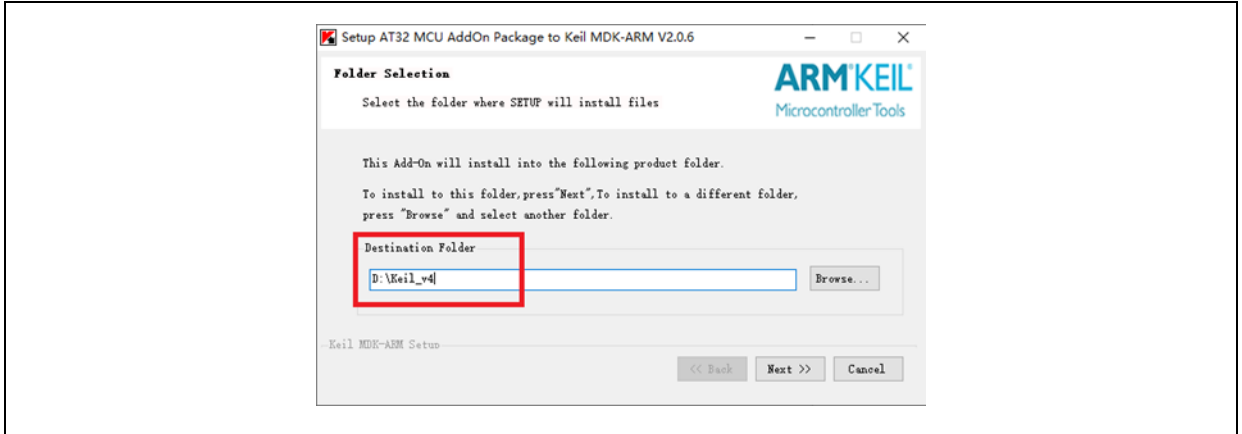 Setup AT32 MCU AddOn Package to Keil MDK-ARM V2.0.6
Folder Selection
Select the folder where SETUP will install files
ARM KEIL
Microcontroller Tools
This Add-On will install into the following product folder.
To install to this folder,press"Next",To install to a different folder,
press "Browse" and select another folder.
Destination Folder
D:\Keil_v4
Browse...
Keil MDK-ARM Setup
<< Back
Next >>
Cancel